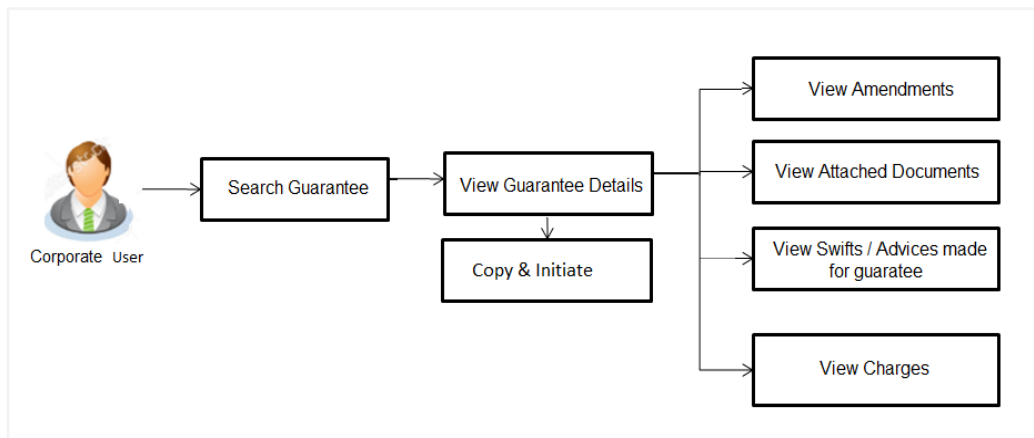 View Amendments
Search Guarantee
View Guarantee Details
View Attached Documents
Corporate User
Copy & Initiate
View Swifts / Advices made
for guaratee
View Charges